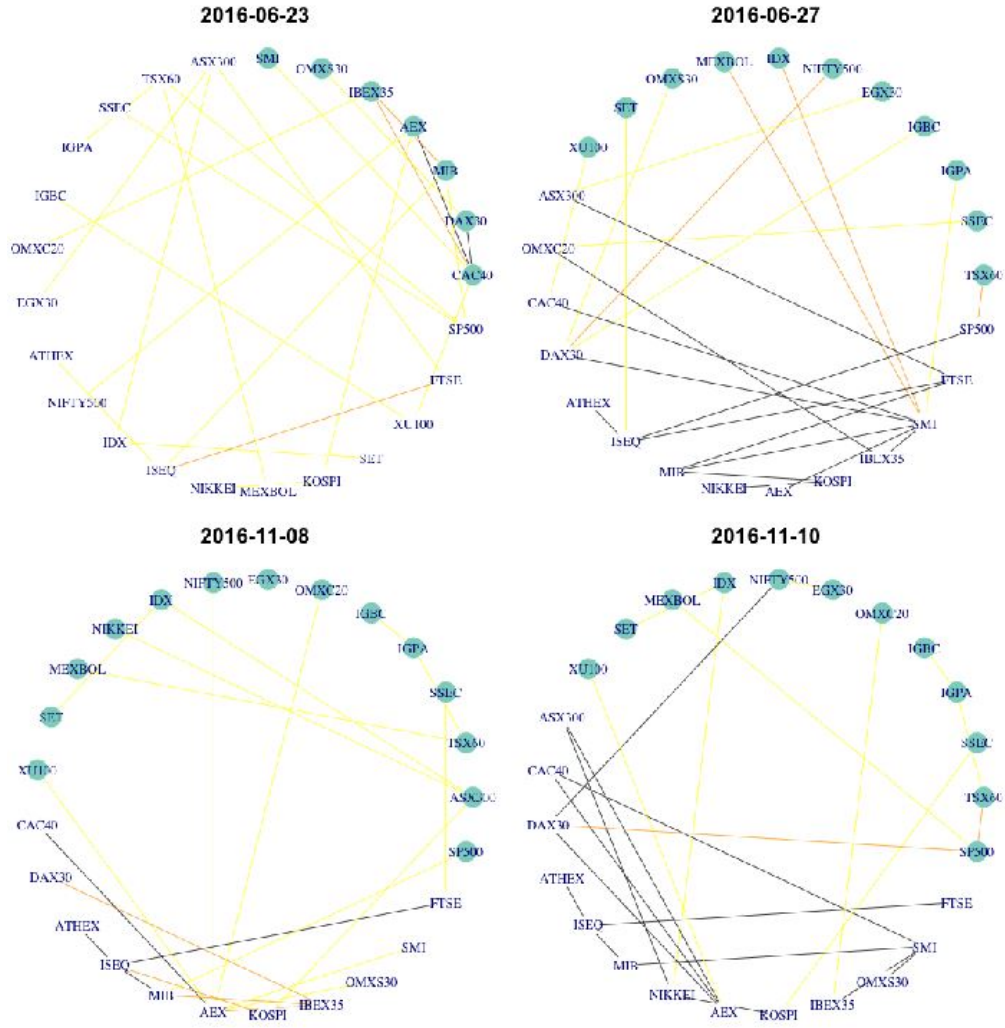 2016-06-23
SMI
ASX300
OMXS30
TSX60
IBEX35
SSEC
AEX
IGPA
MIB
IGBC
DAX30
OMXC20
CAC40
EGX30
SP500
ATHEX
FTSE
NIFTY500
XU100
IDX
SET
ISEQ
KOSPI
NIKKEI
MEXBOL
2016-06-27
MEXBOL
IDX
NIFTY500
OMXS30
EGX30
SET
IGBC
XU100
IGPA
ASX300
SSEC
OMXC20
TSX60
CAC40
SP500
DAX30
FTSE
ATHEX
SMI
ISEQ
IBEX35
MIB
KOSPI
NIKKEI
AEX
2016-11-08
NIFTY500
EGX30
OMXC20
IDX
IGBC
NIKKEI
IGPA
MEXBOL
SSEC
SET
TSX60
XU100
ASX300
CAC40
SP500
DAX30
FTSE
ATHEX
SMI
ISEQ
OMXS30
MIB
IBEX35
AEX
KOSPI
2016-11-10
IDX
NIFTY500
EGX30
MEXBOL
OMXC20
SET
IGBC
XU100
IGPA
ASX300
SSEC
CAC40
TSX60
DAX30
SP500
ATHEX
FTSE
ISEQ
SMI
MIB
OMXS30
NIKKEI
IBEX35
AEX
KOSPI